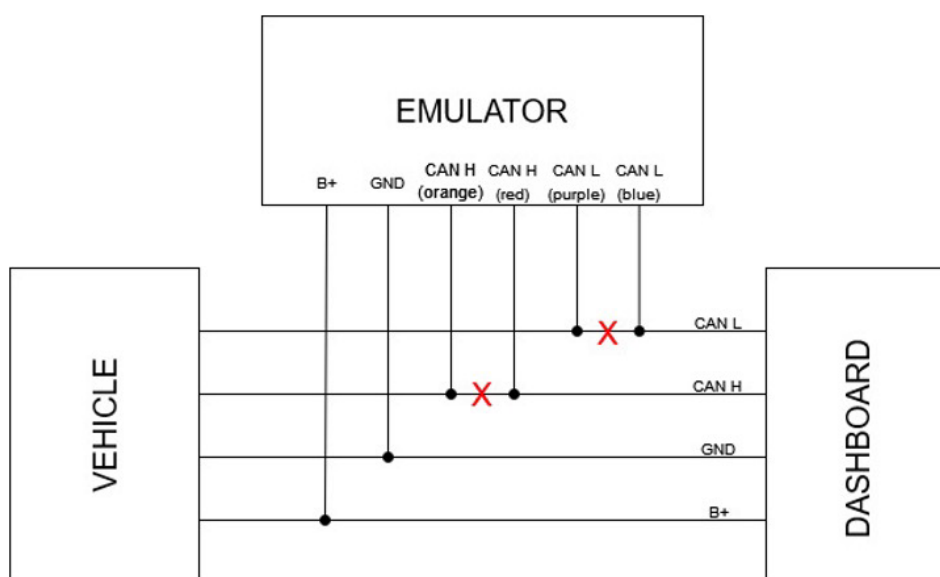 EMULATOR
B+ GND CAN H CAN H CAN L CAN L
(orange) (red) (purple) (blue)
VEHICLE
CAN L
X
CAN H
X
GND
B+
DASHBOARD